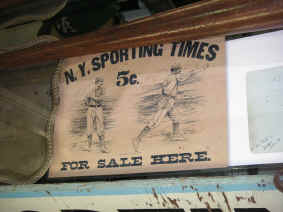 N.Y. SPORTING TIMES
5c.
FOR SALE HERE.